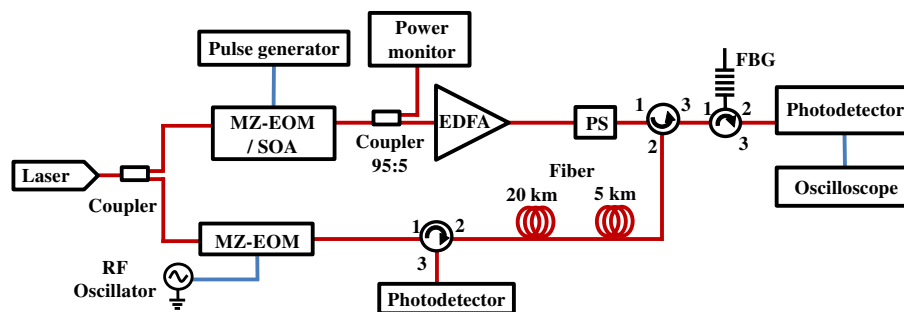 Pulse generator
Power
monitor
FBG
MZ-EOM
/ SOA
Coupler
95:5
EDFA
PS
1
3
2
1
2
3
Photodetector
Oscilloscope
Laser
Coupler
Fiber
20 km
5 km
MZ-EOM
1
2
3
RF
Oscillator
Photodetector